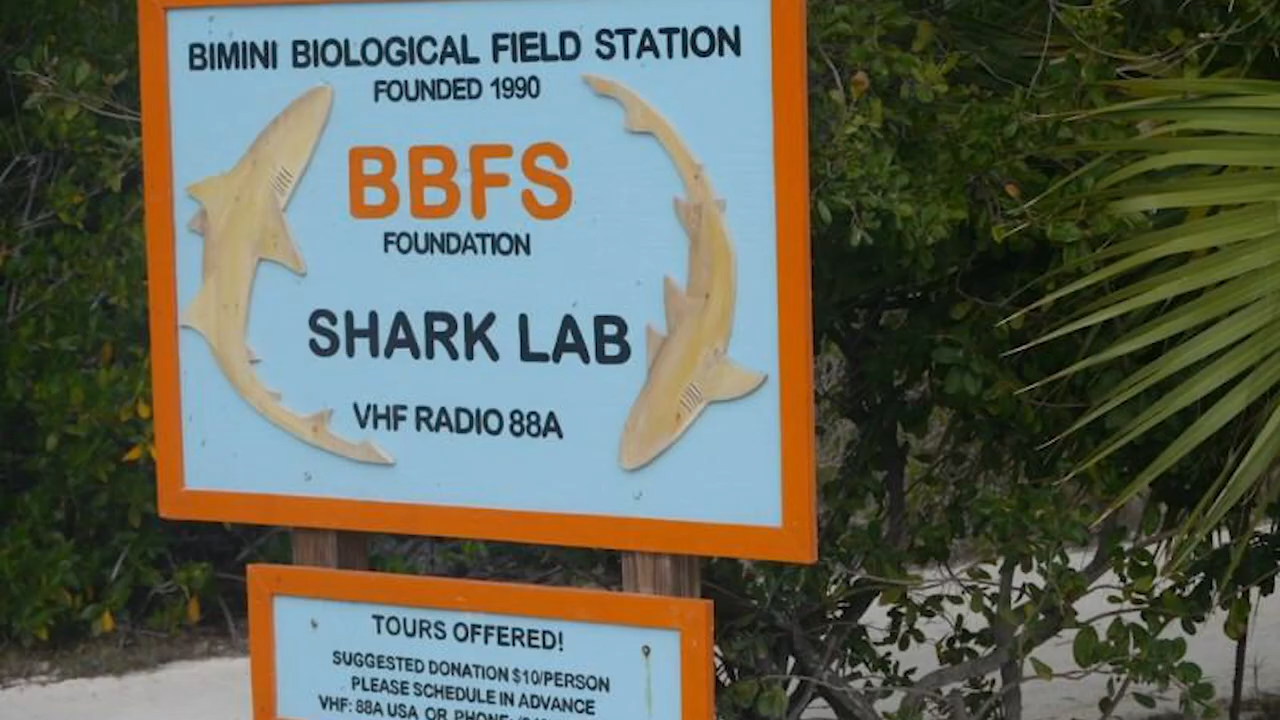 BIMINI BIOLOGICAL FIELD STATION
FOUNDED 1990
BBFS
FOUNDATION
SHARK LAB
VHF RADIO 88A
TOURS OFFERED!
SUGGESTED DONATION $10/PERSON
PLEASE SCHEDULE IN ADVANCE
VHF: 88A USA OR PHONE: